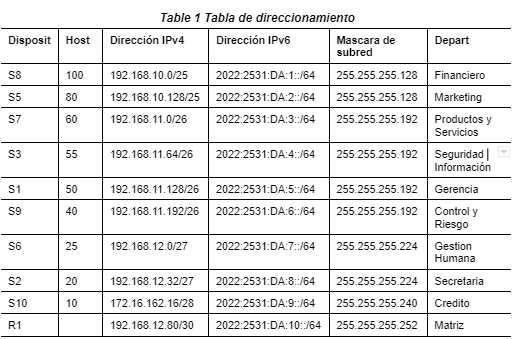 Table 1 Tabla de direccionamiento
Disposit Host Dirección IPv4 Dirección IPv6 Mascara de subred Depart
S8 100 192.168.10.0/25 2022:2531:DA:1::/64 255.255.255.128 Financiero
S5 80 192.168.10.128/25 2022:2531:DA:2::/64 255.255.255.128 Marketing
S7 60 192.168.11.0/26 2022:2531:DA:3::/64 255.255.255.192 Productos y Servicios
S3 55 192.168.11.64/26 2022:2531:DA:4::/64 255.255.255.192 Seguridad Información
S1 50 192.168.11.128/26 2022:2531:DA:5::/64 255.255.255.192 Gerencia
S9 40 192.168.11.192/26 2022:2531:DA:6::/64 255.255.255.192 Control y Riesgo
S6 25 192.168.12.0/27 2022:2531:DA:7::/64 255.255.255.224 Gestion Humana
S2 20 192.168.12.32/27 2022:2531:DA:8::/64 255.255.255.224 Secretaria
S10 10 172.16.162.16/28 2022:2531:DA:9::/64 255.255.255.240 Credito
R1 192.168.12.80/30 2022:2531:DA:10::/64 255.255.255.252 Matriz